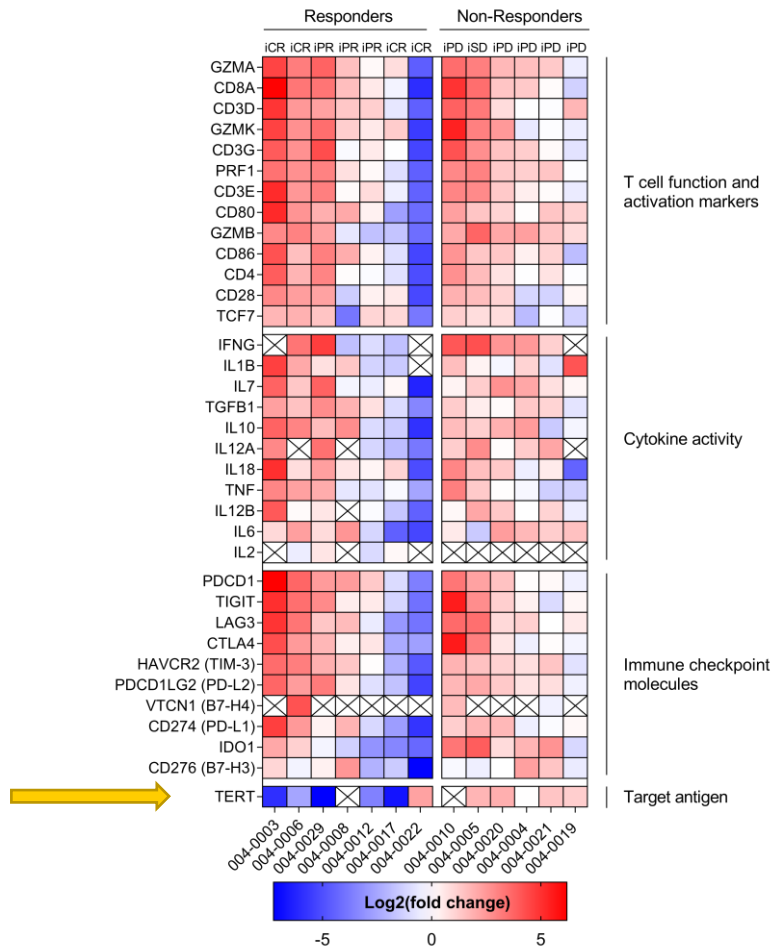 Responders Non-Responders
iCR iCR iPR iPR iPR iCR iCR iPD iSD iPD iPD iPD iPD
GZMA
CD8A
CD3D
GZMK
CD3G
PRF1
CD3E
CD80
GZMB
CD86
CD4
CD28
TCF7
T cell function and
activation markers
IFNG
IL1B
IL7
TGFB1
IL10
IL12A
IL18
TNF
IL12B
IL6
IL2
Cytokine activity
PDCD1
TIGIT
LAG3
CTLA4
HAVCR2 (TIM-3)
PDCD1LG2 (PD-L2)
VTCN1 (B7-H4)
CD274 (PD-L1)
IDO1
CD276 (B7-H3)
Immune checkpoint
molecules
TERT
Target antigen
004-0003 004-0006 004-0029 004-0008 004-0012 004-0017 004-0022 004-0010 004-0005 004-0020 004-0004 004-0021 004-0019
Log2(fold change)
-5 0 5